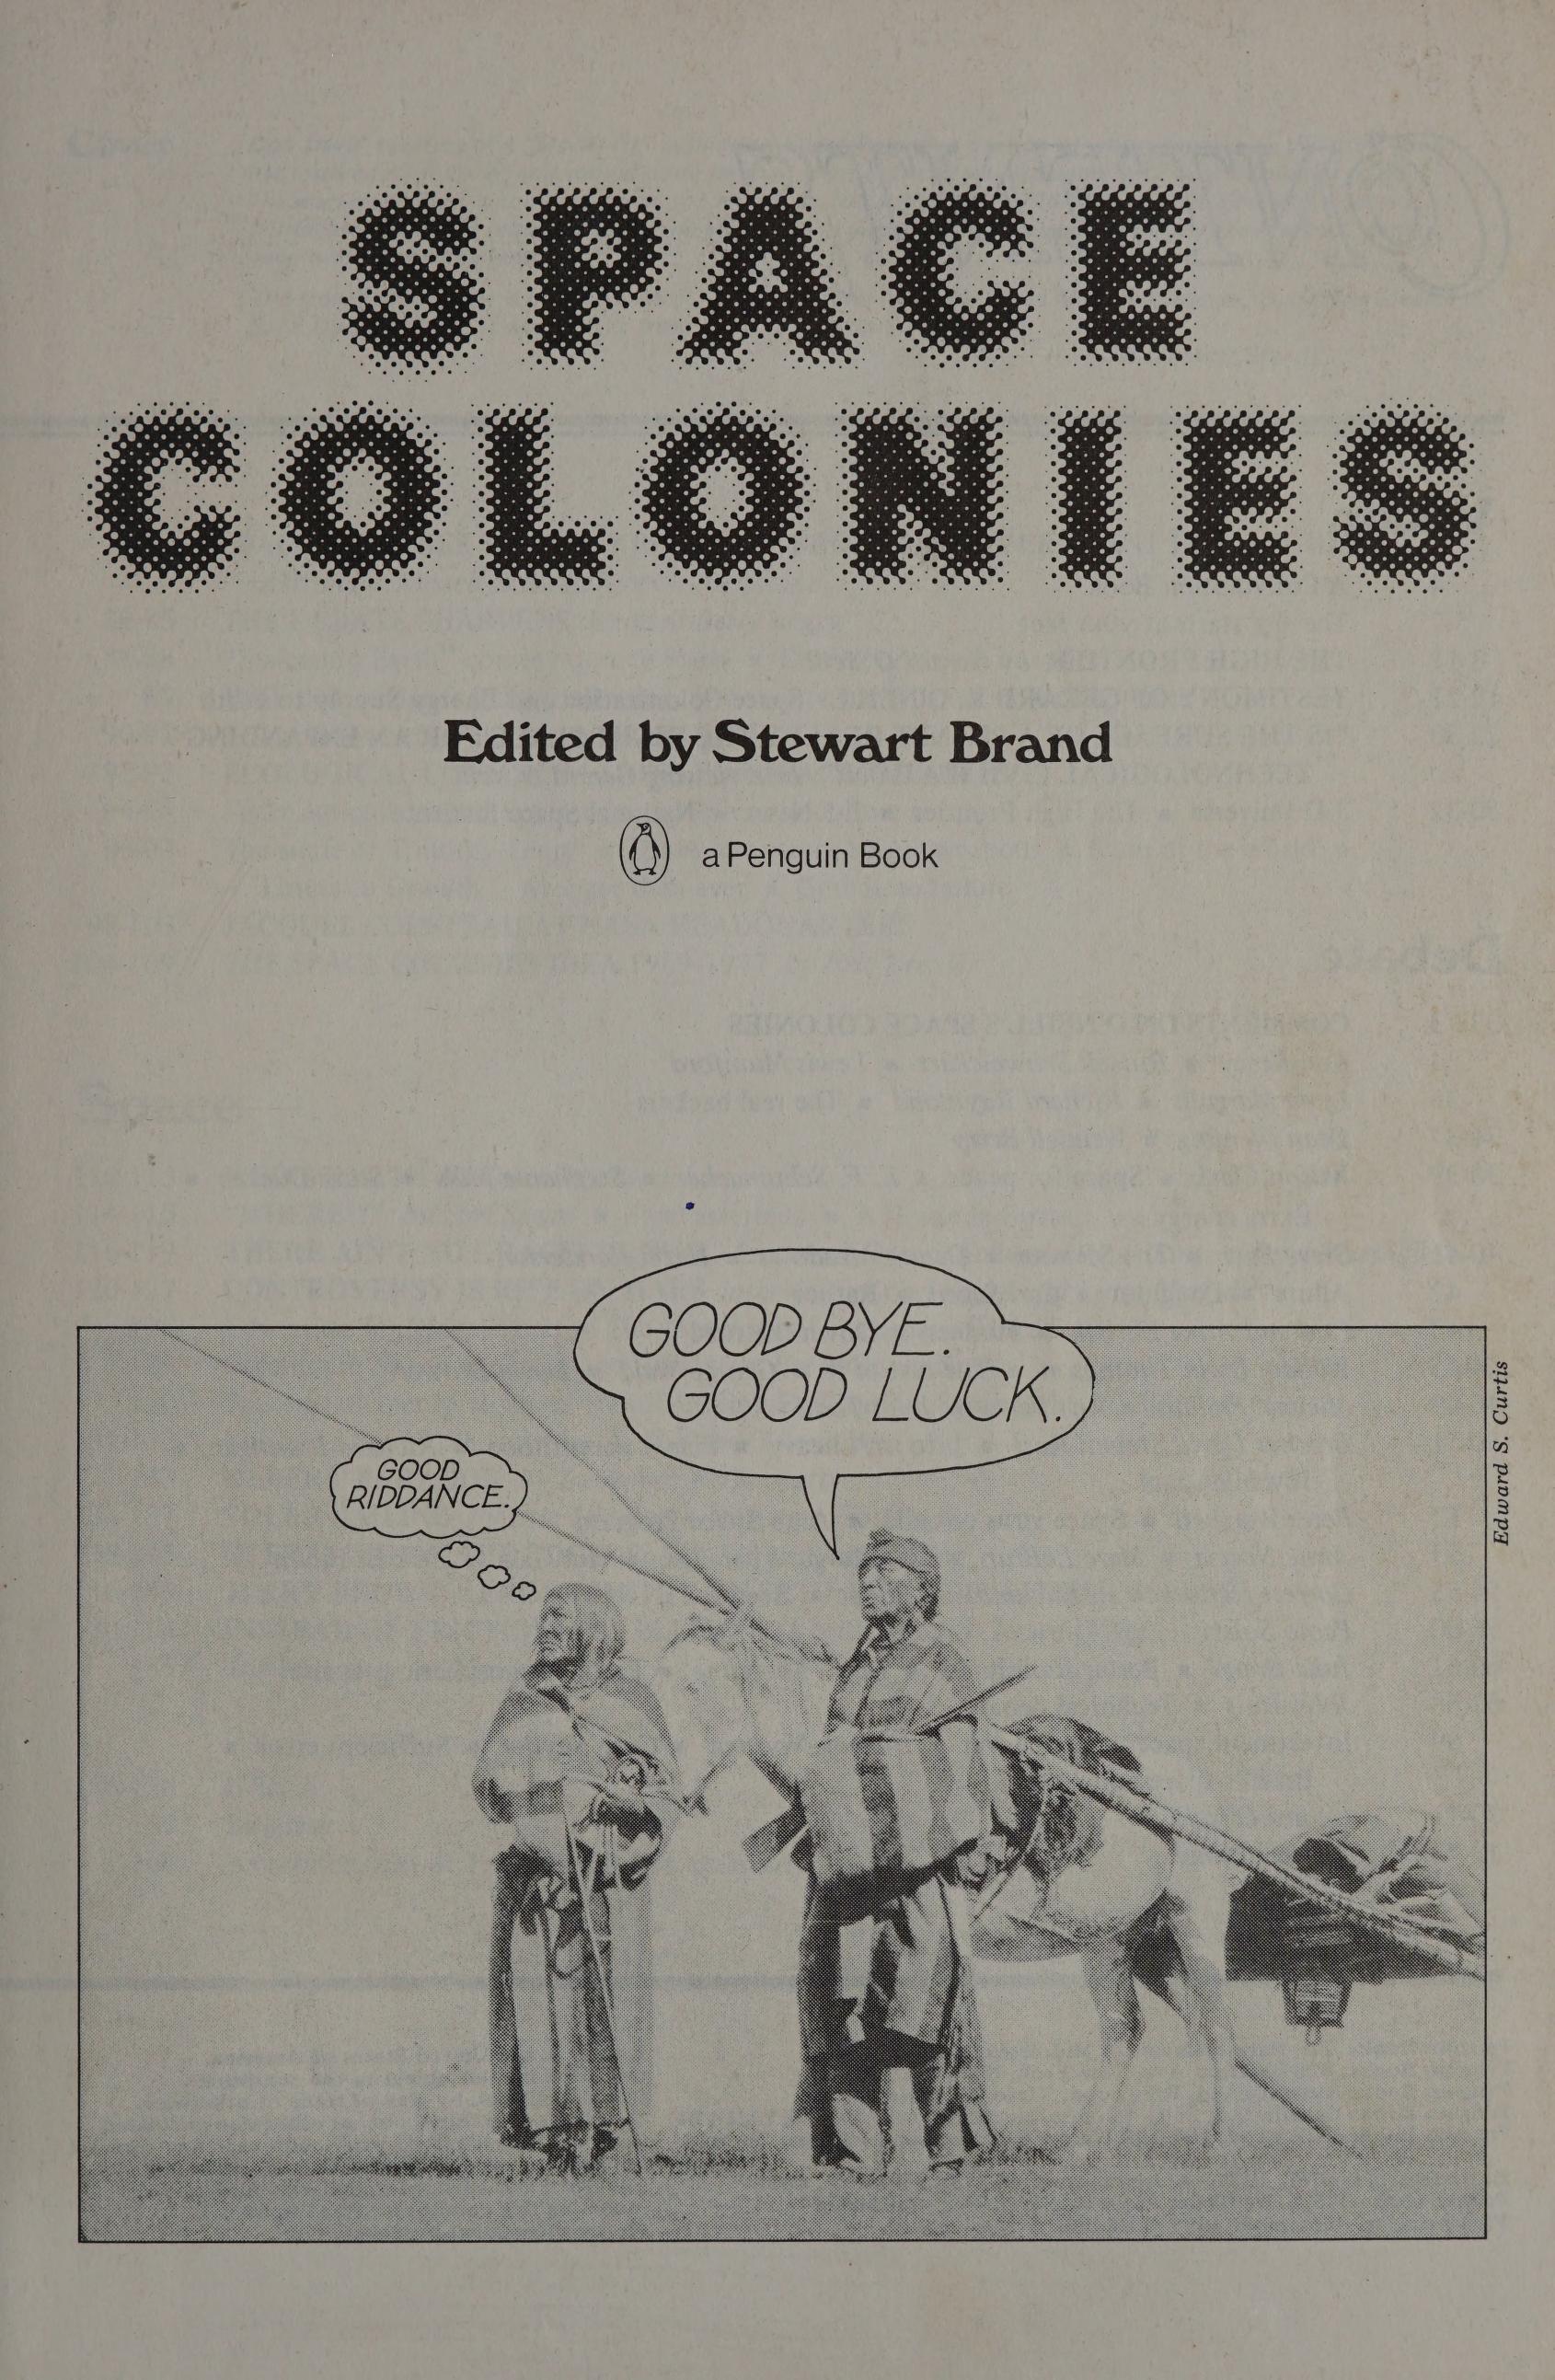 SPACE
COLONIES
Edited by Stewart Brand
a Penguin Book
GOOD BYE.
GOOD LUCK.
GOOD
RIDDANCE.
Edward S. Curtis